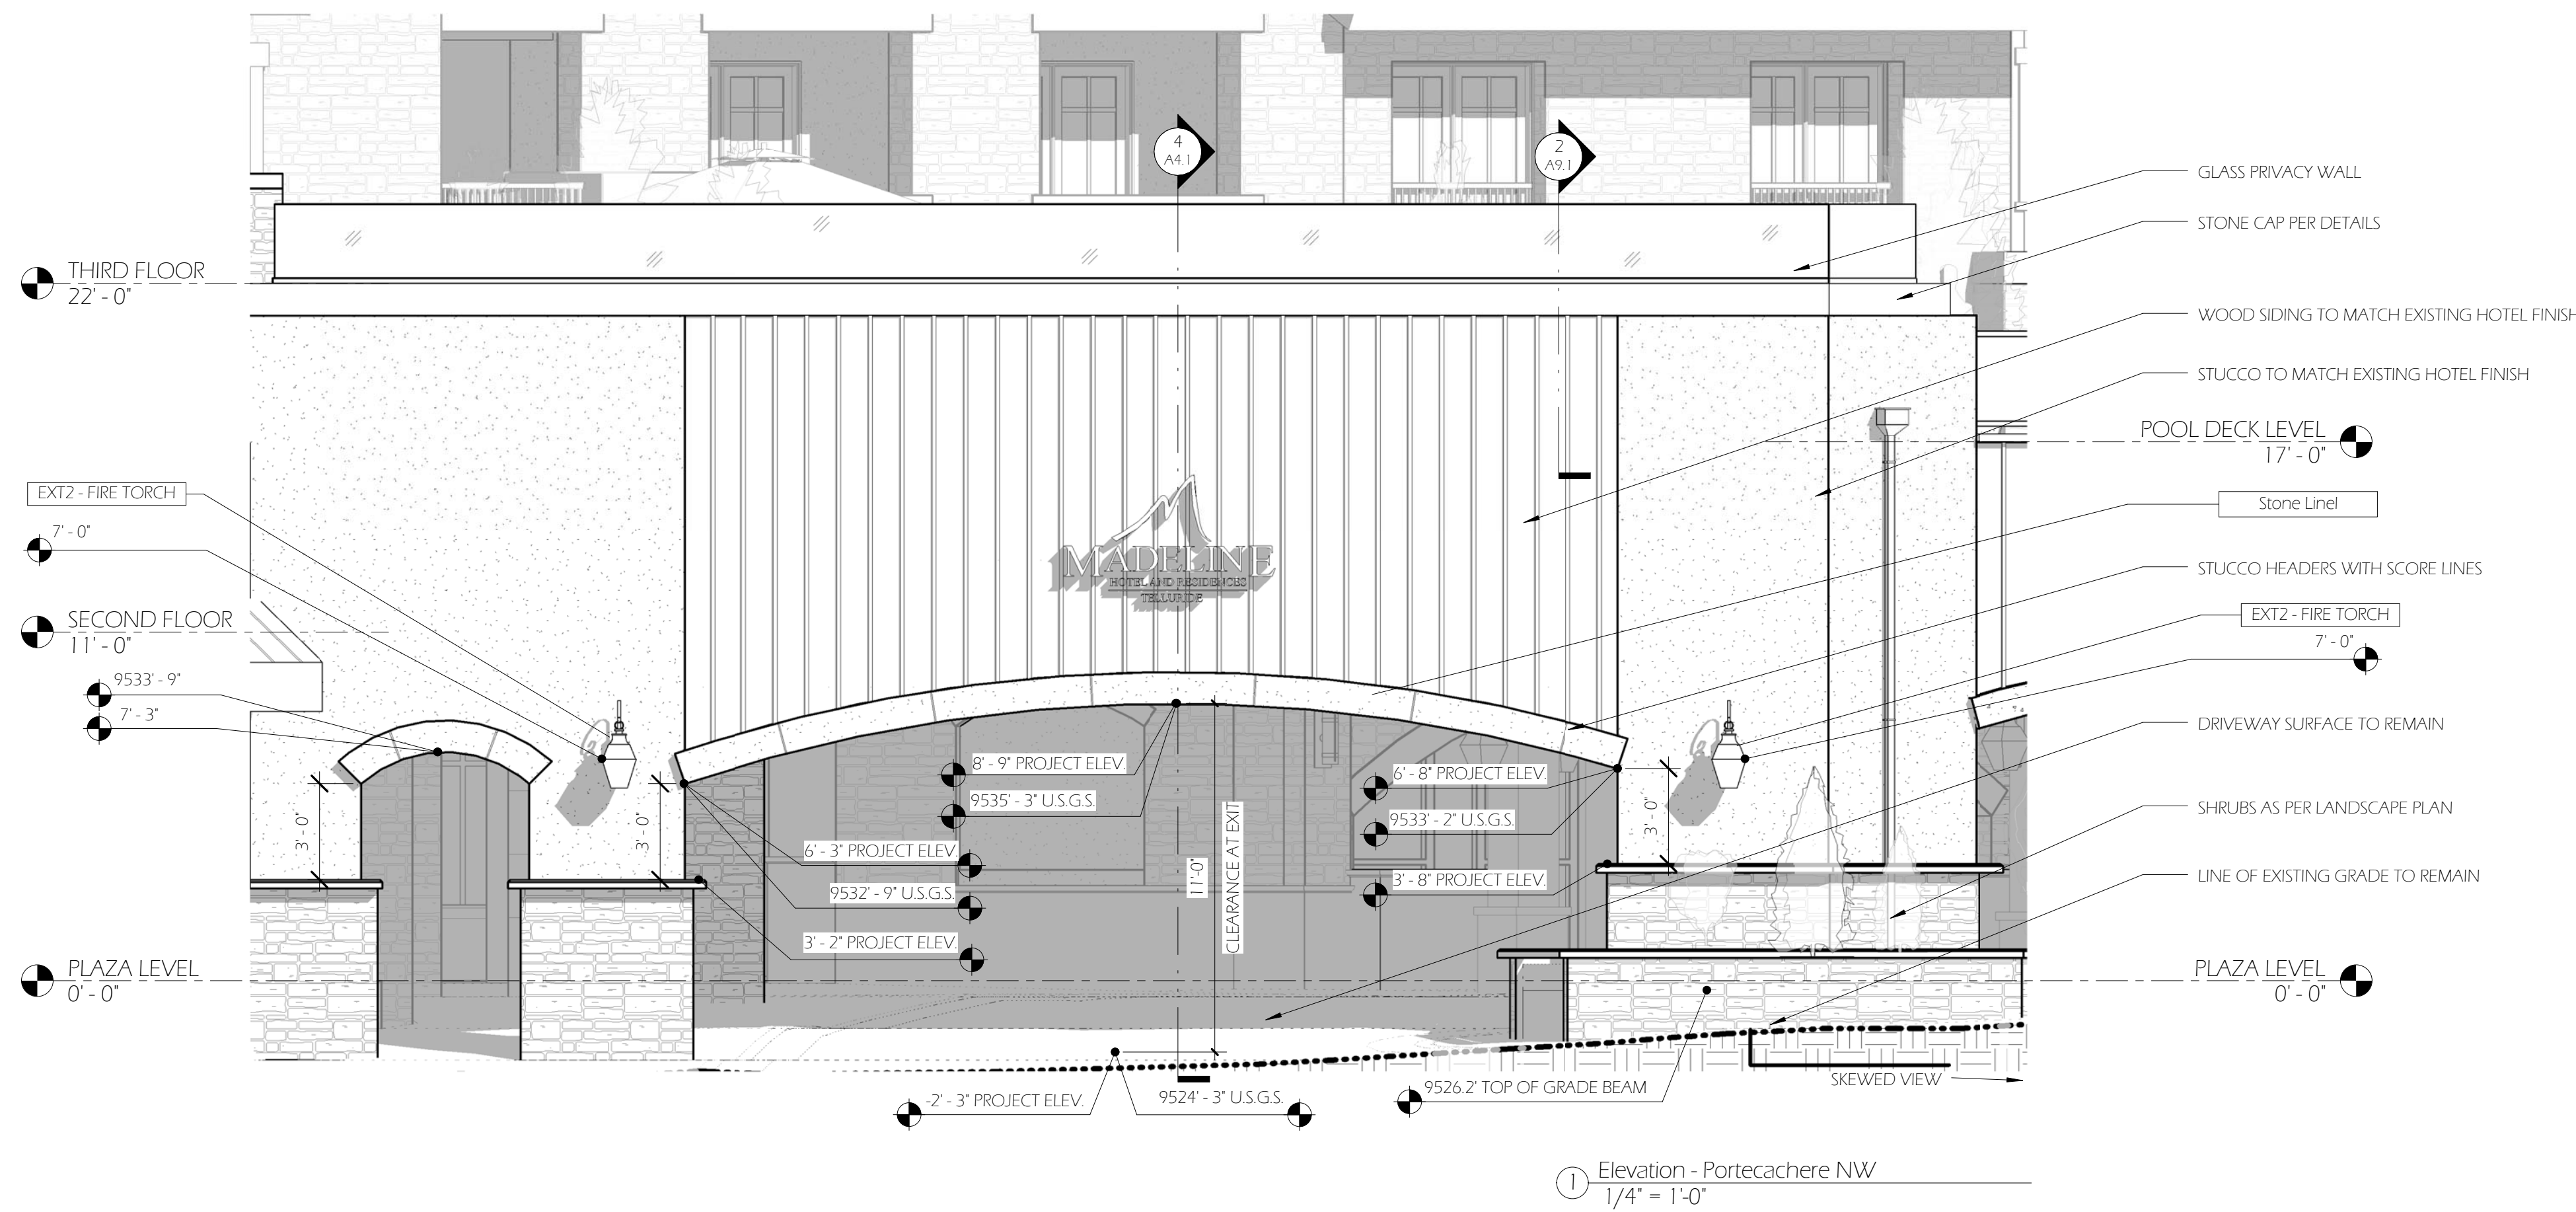 4
A4.1
2
A9.1
GLASS PRIVACY WALL
STONE CAP PER DETAILS
THIRD FLOOR
22' - 0"
WOOD SIDING TO MATCH EXISTING HOTEL FINISH
STUCCO TO MATCH EXISTING HOTEL FINISH
POOL DECK LEVEL
17' - 0"
EXT2 - FIRE TORCH
7' - 0"
Stone Linel
MADELINE
HOTEL AND RESIDENCES
TELLURIDE
STUCCO HEADERS WITH SCORE LINES
SECOND FLOOR
11' - 0"
EXT2 - FIRE TORCH
7' - 0"
9533' - 9"
7' - 3"
DRIVEWAY SURFACE TO REMAIN
8' - 9" PROJECT ELEV.
9535' - 3" U.S.G.S.
6' - 8" PROJECT ELEV.
9533' - 2" U.S.G.S.
3' - 0"
3' - 0"
3' - 0"
SHRUBS AS PER LANDSCAPE PLAN
6' - 3" PROJECT ELEV.
9532' - 9" U.S.G.S.
11'-0"
CLEARANCE AT EXIT
3' - 8" PROJECT ELEV.
LINE OF EXISTING GRADE TO REMAIN
3' - 2" PROJECT ELEV.
PLAZA LEVEL
0' - 0"
PLAZA LEVEL
0' - 0"
SKEWED VIEW
-2' - 3" PROJECT ELEV.
9524' - 3" U.S.G.S.
9526.2' TOP OF GRADE BEAM
1
Elevation - Portecachere NW
1/4" = 1'-0"